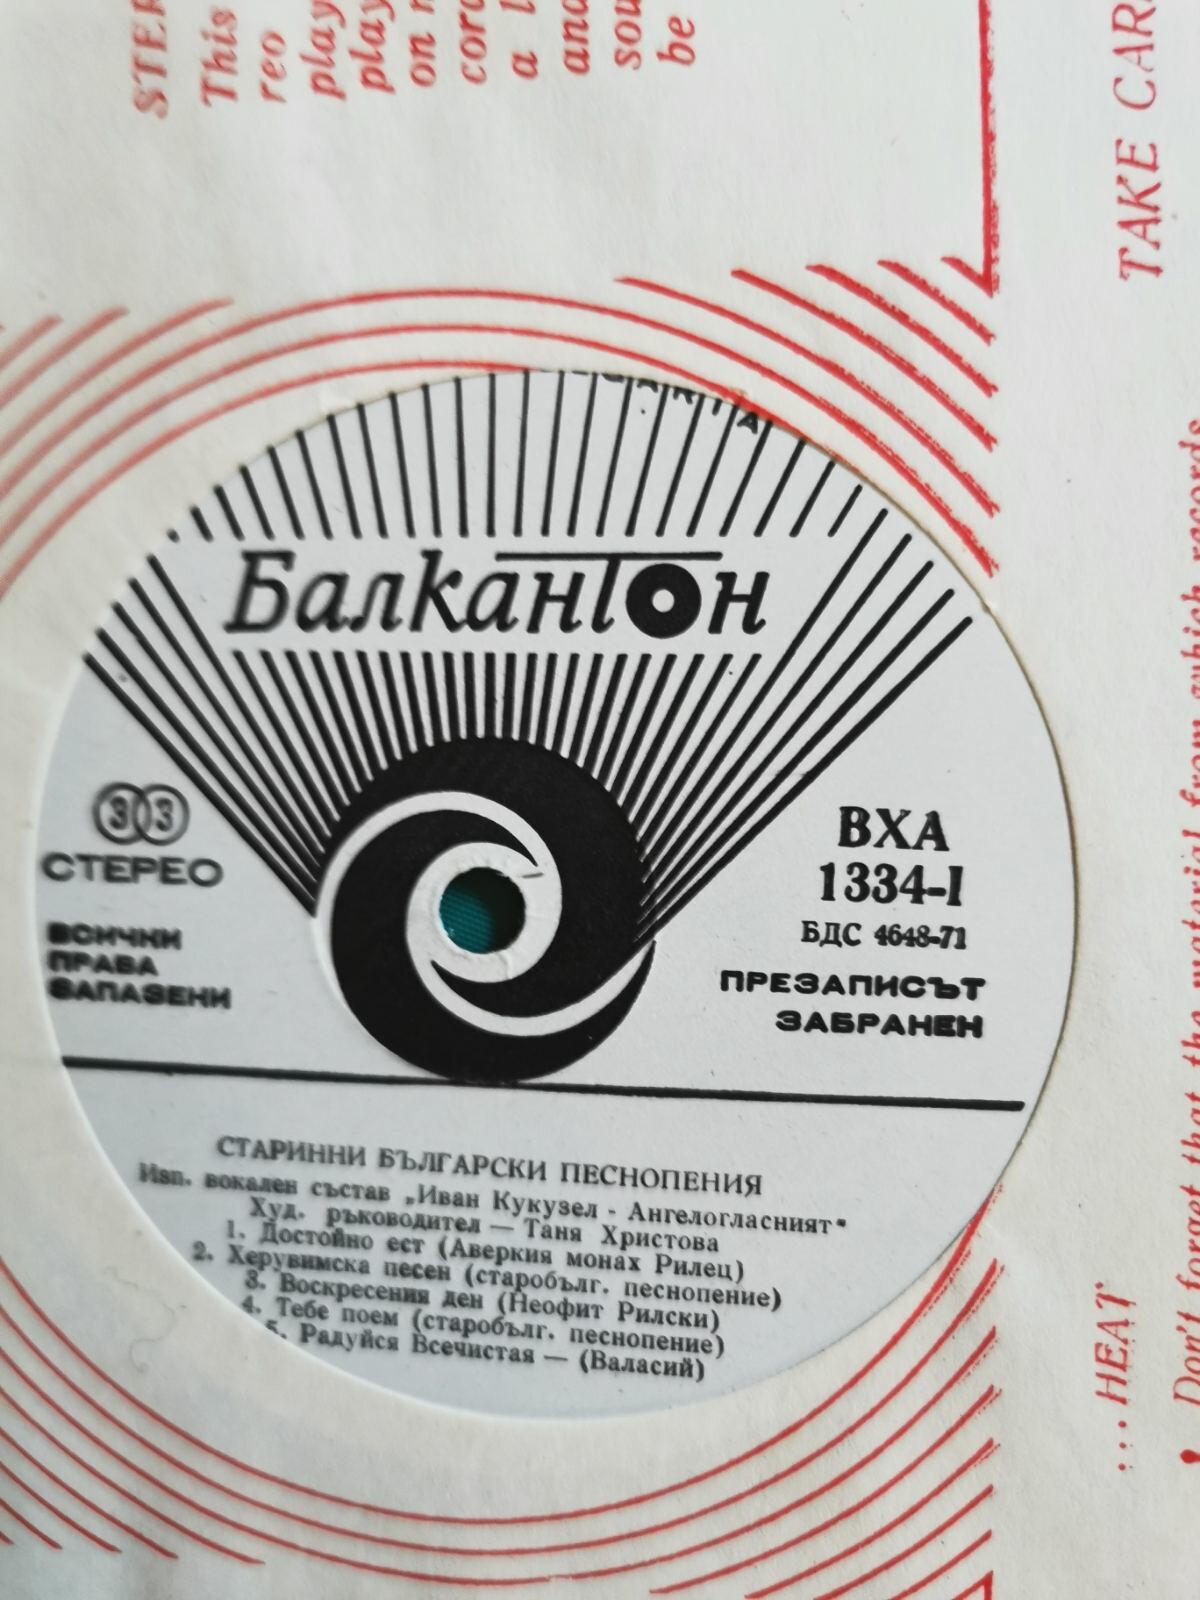 This
reo
play
play
on
cor
a l
and
sou
be
TAKE CAR
Балкантон
33
СТЕРЕО
ВСИЧКИ
ПРАВА
ЗАПАЗЕНИ
ВХА
1334-I
БДС 4648-71
ПРЕЗАПИСЪТ
ЗАБРАНЕН
СТАРИННИ БЪЛГАРСКИ ПЕСНОПЕНИЯ
Изп. вокален състав „Иван Кукузел - Ангелогласният"
Худ. ръководител — Таня Христова
1. Достойно ест (Аверкия монах Рилец)
2. Херувимска песен (старобълг. песнопение)
3. Воскресения ден (Неофит Рилски)
4. Тебе поем (старобълг. песнопение)
5. Радуйся Всечистая — (Валасий)
...HEAT
Don't forget that the material from which records